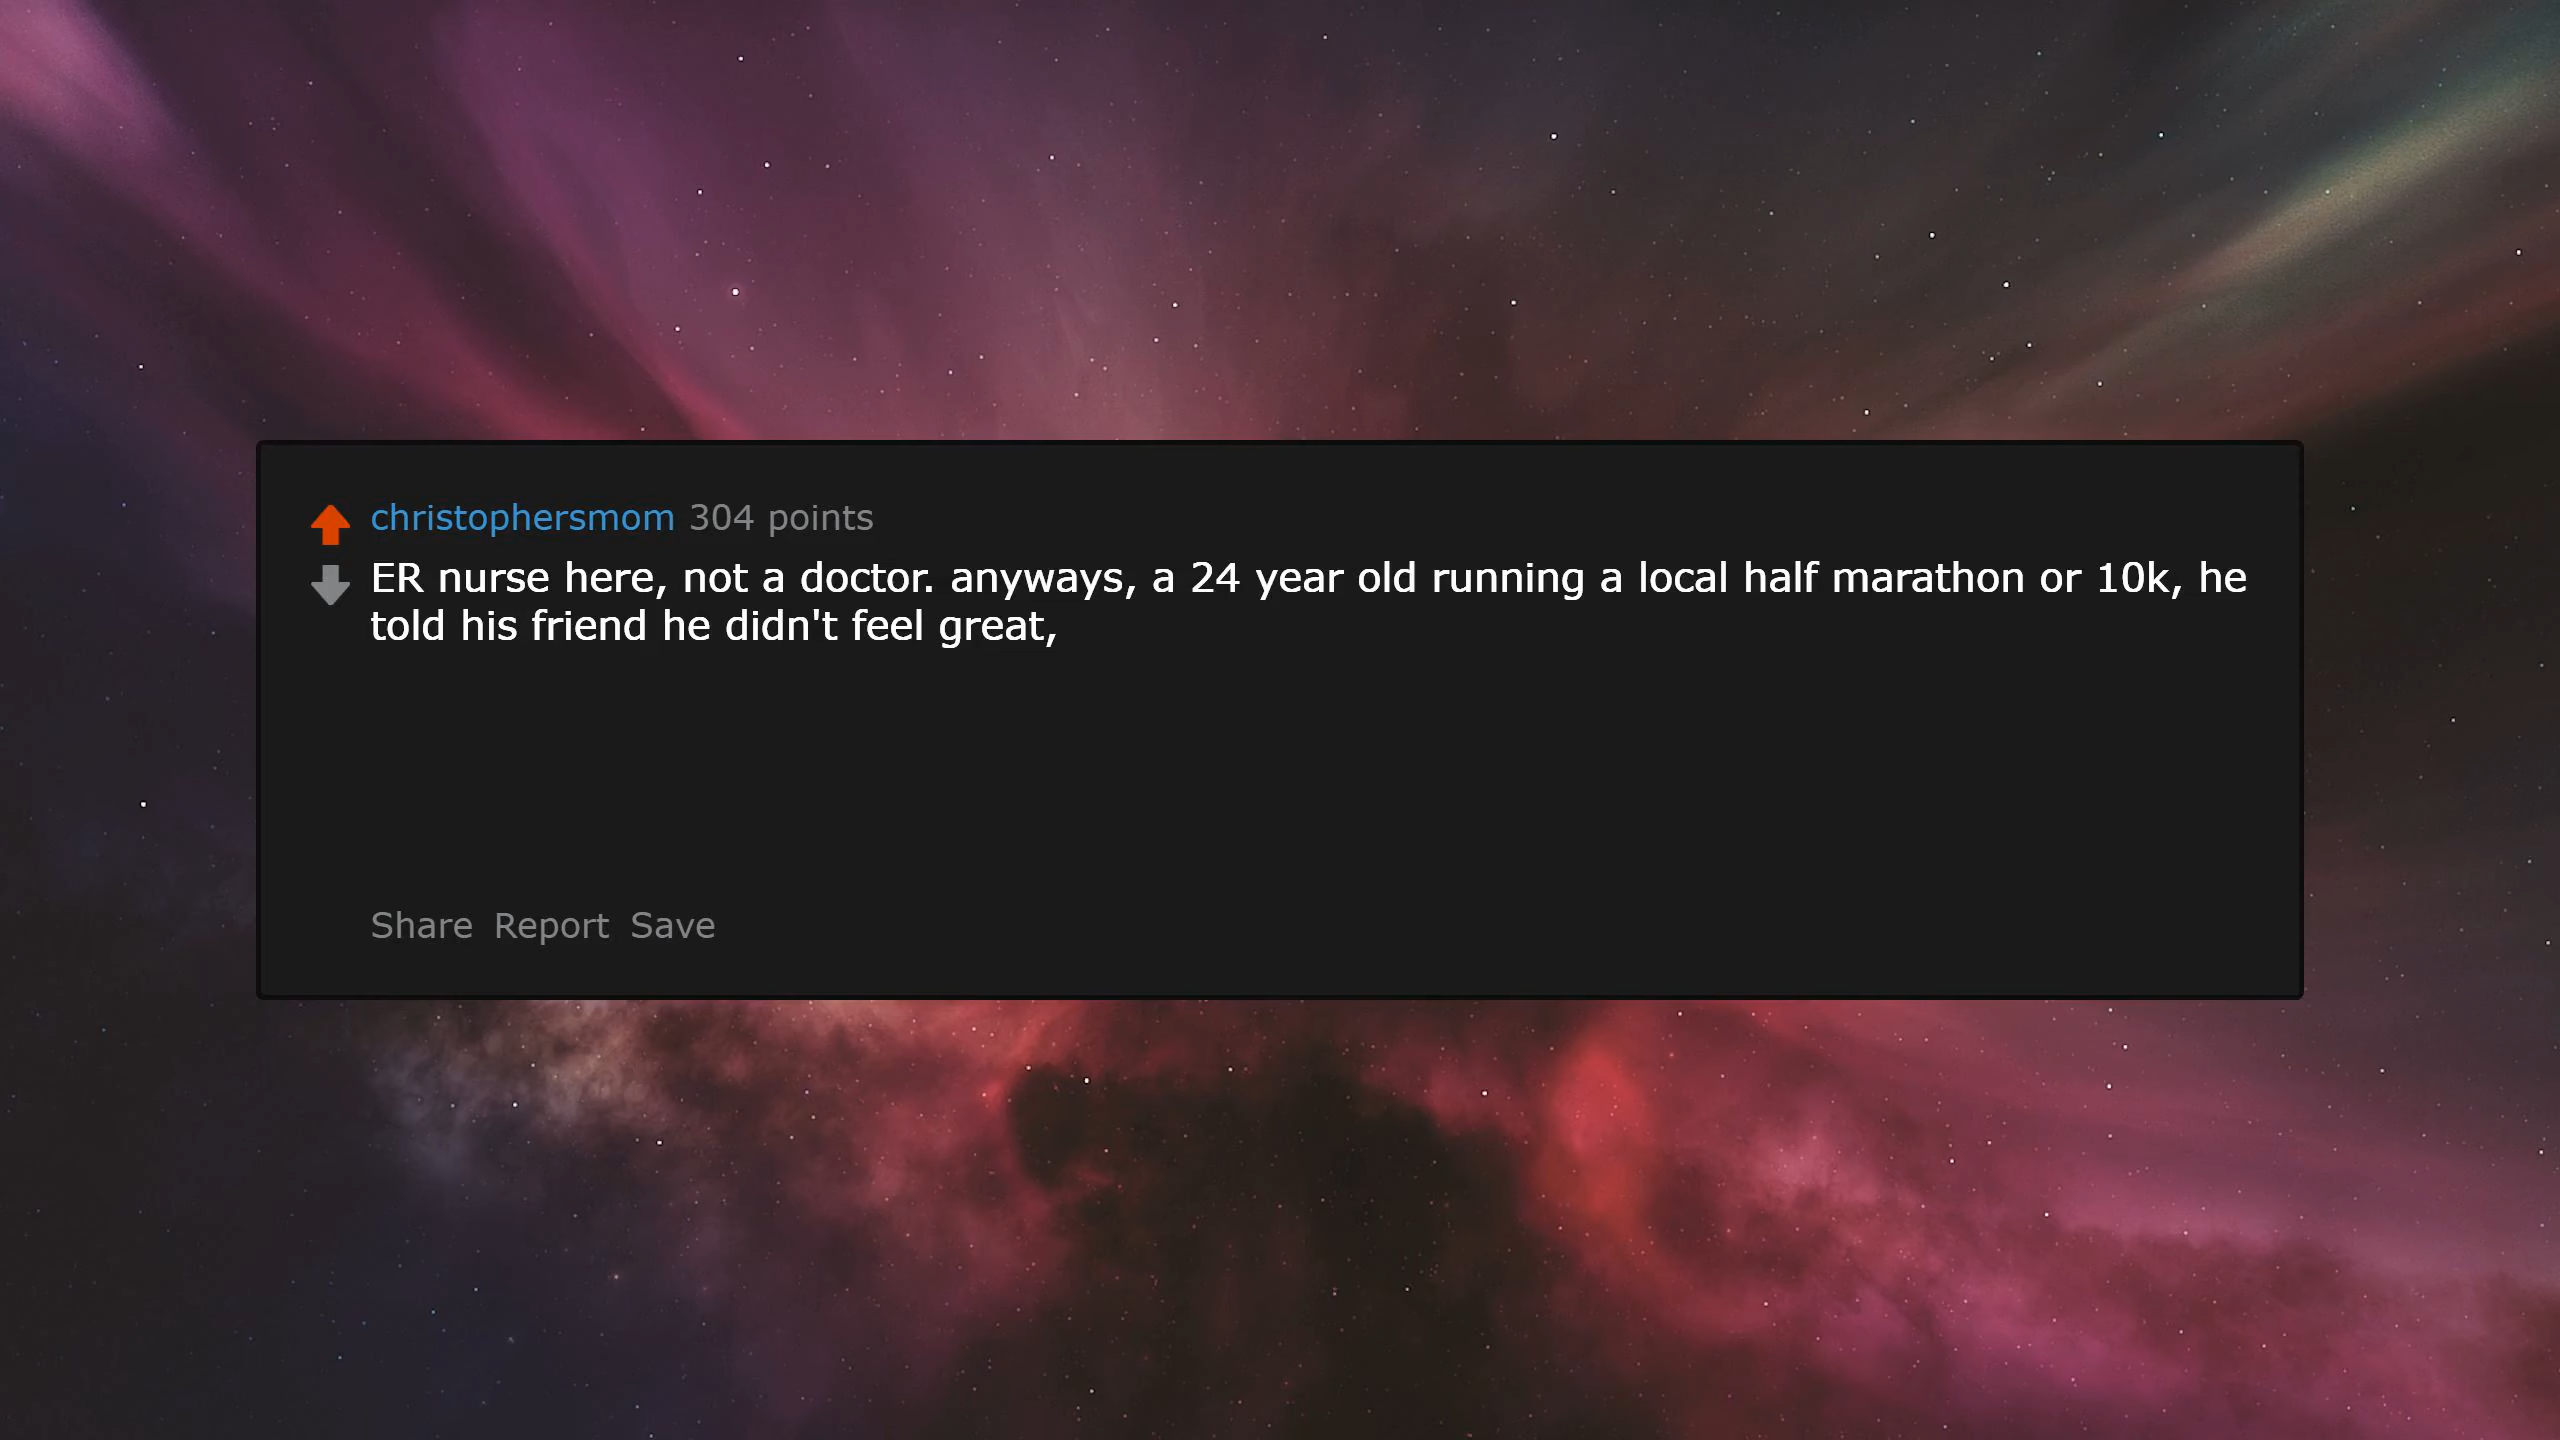 christophersmom 304 points
ER nurse here, not a doctor. anyways, a 24 year old running a local half marathon or 10k, he
told his friend he didn't feel great,
Share Report Save